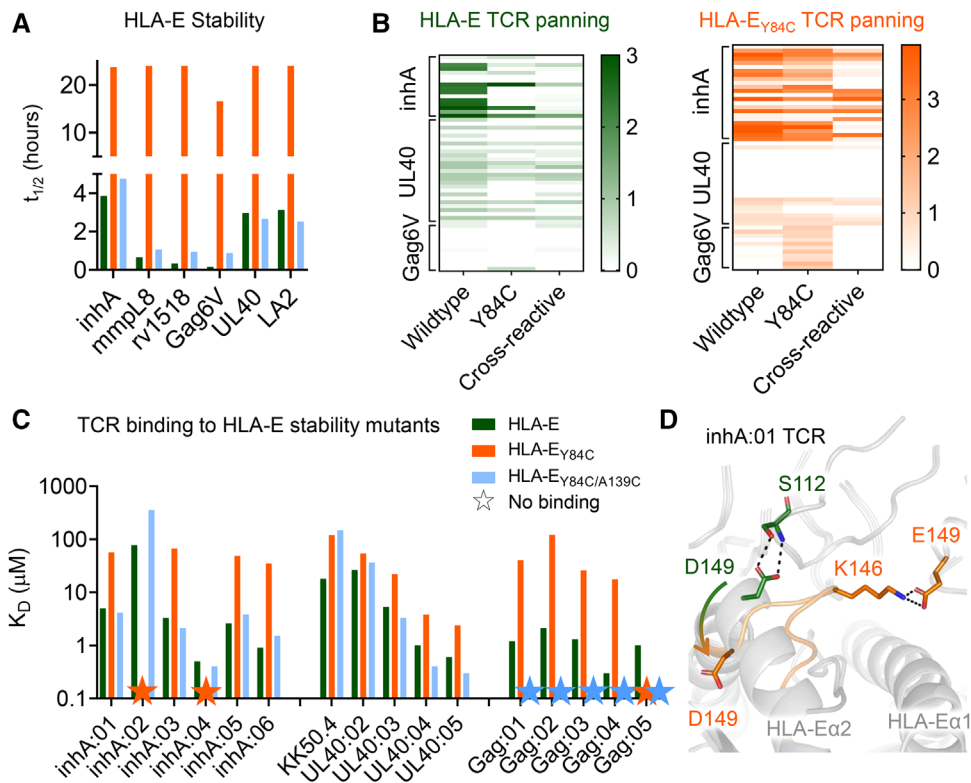 A
HLA-E Stability
t1/2 (hours)
20
10
4
2
0
inhA
mmpL8
rv1518
Gag6V
UL40
LA2
B
HLA-E TCR panning
inhA
UL40
Gag6V
Wildtype
Y84C
Cross-reactive
3
2
1
0
HLA-EY84C TCR panning
inhA
UL40
Gag6V
Wildtype
Y84C
Cross-reactive
3
2
1
0
C
TCR binding to HLA-E stability mutants
HLA-E
HLA-EY84C
HLA-EY84C/A139C
No binding
KD (μM)
1000
100
10
1
0.1
inhA:01
inhA:02
inhA:03
inhA:04
inhA:05
inhA:06
KK50.4
UL40:02
UL40:03
UL40:04
UL40:05
Gag:01
Gag:02
Gag:03
Gag:04
Gag:05
D
inhA:01 TCR
S112
E149
D149
K146
D149
HLA-Eα2
HLA-Eα1